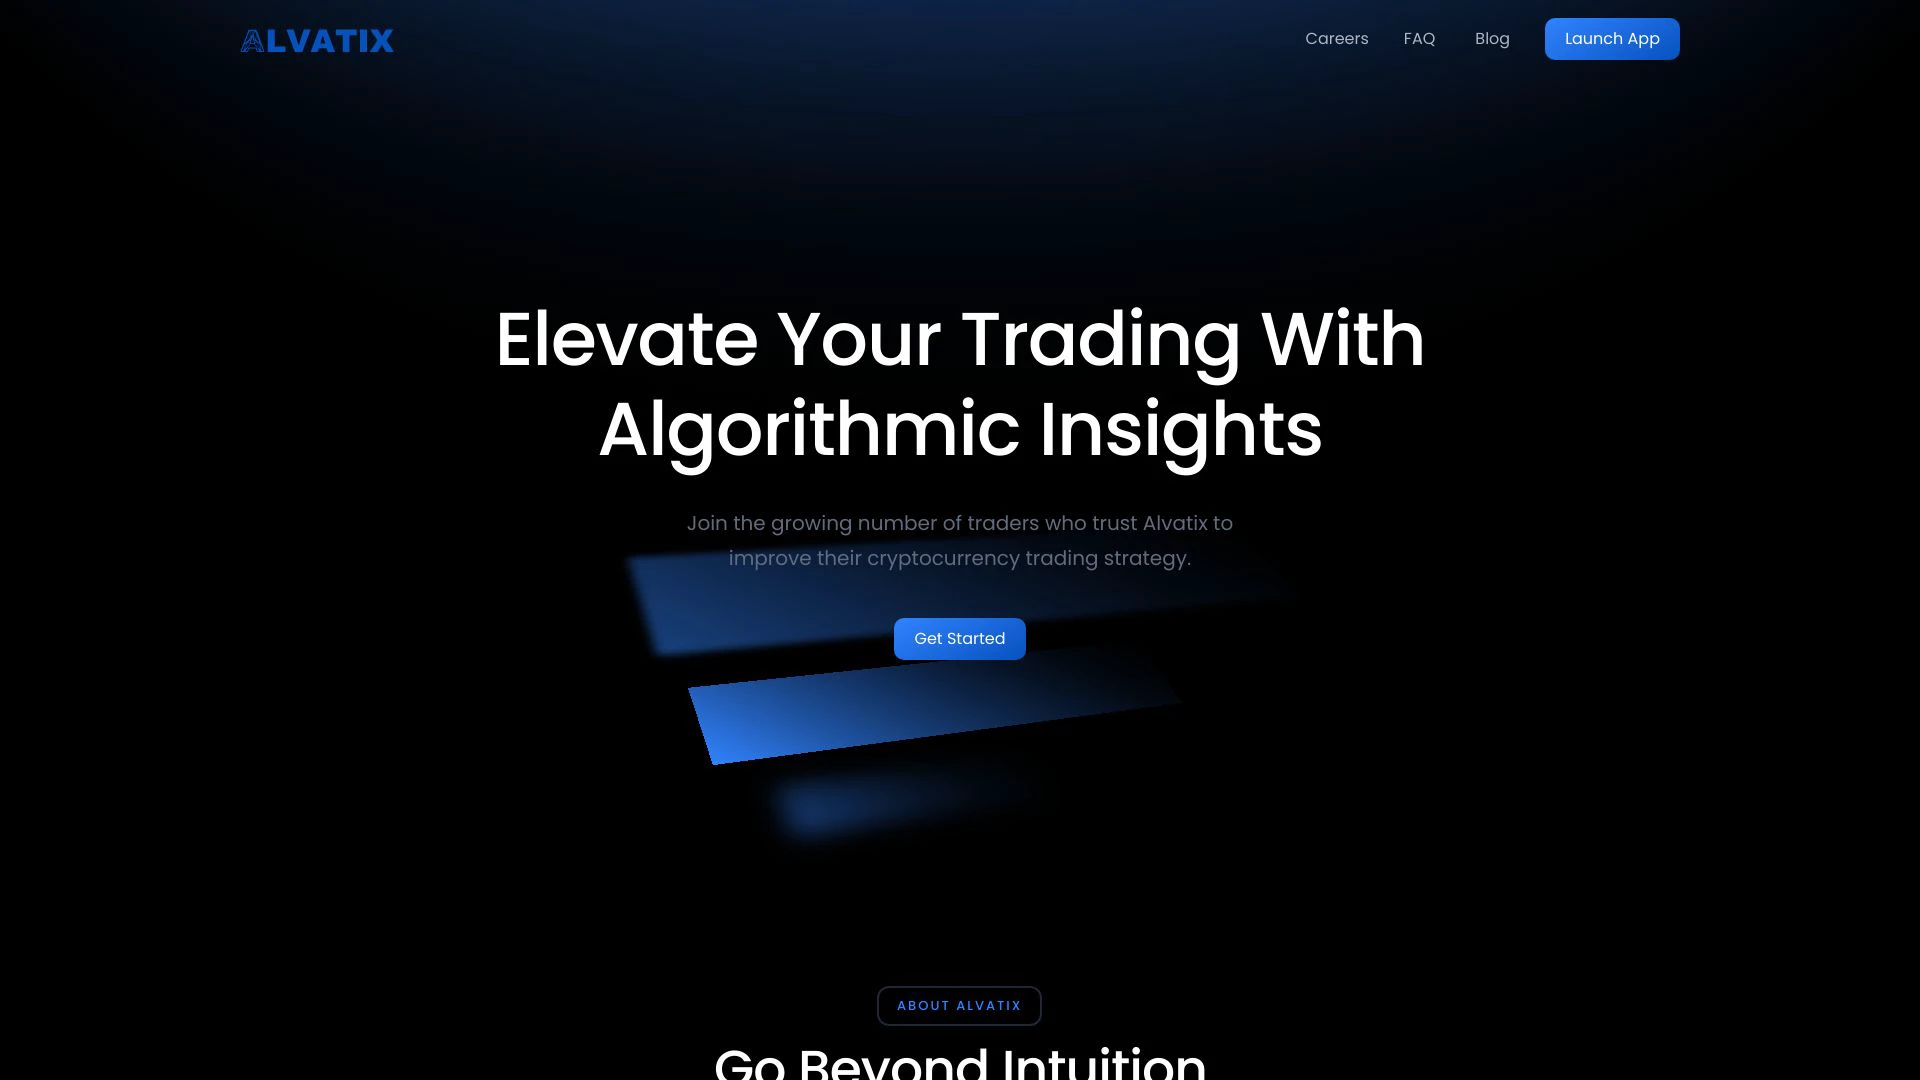 ALVATIX
Careers
FAQ
Blog
Launch App
Elevate Your Trading With
Algorithmic Insights
Join the growing number of traders who trust Alvatix to
improve their cryptocurrency trading strategy.
Get Started
ABOUT ALVATIX
Go Beyond Intuition